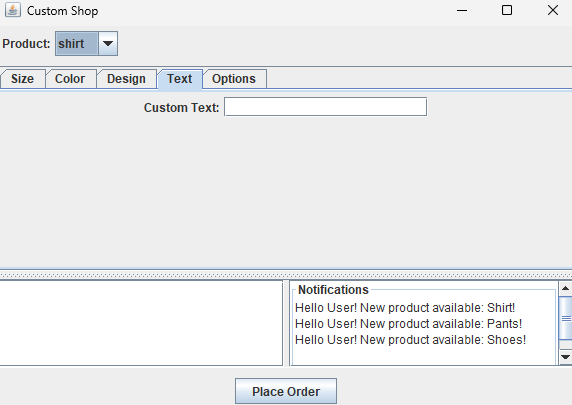 Custom Shop
Product: shirt
Size Color Design Text Options
Custom Text:
Notifications
Hello User! New product available: Shirt!
Hello User! New product available: Pants!
Hello User! New product available: Shoes!
Place Order